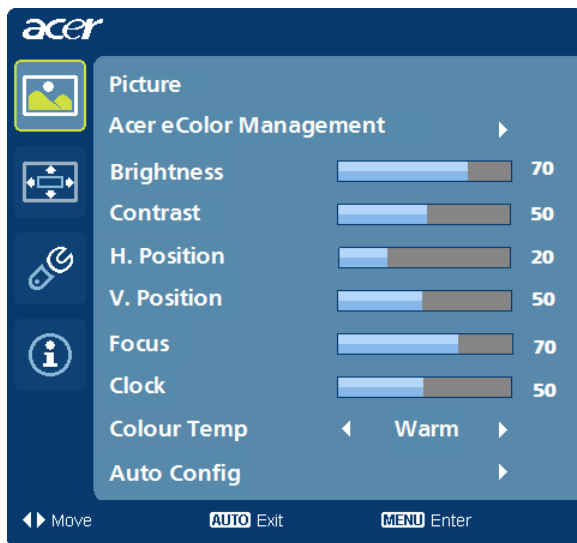 acer
Picture
Acer eColor Management
Brightness 70
Contrast 50
H. Position 20
V. Position 50
Focus 70
Clock 50
Colour Temp Warm
Auto Config
Move AUTO Exit MENU Enter